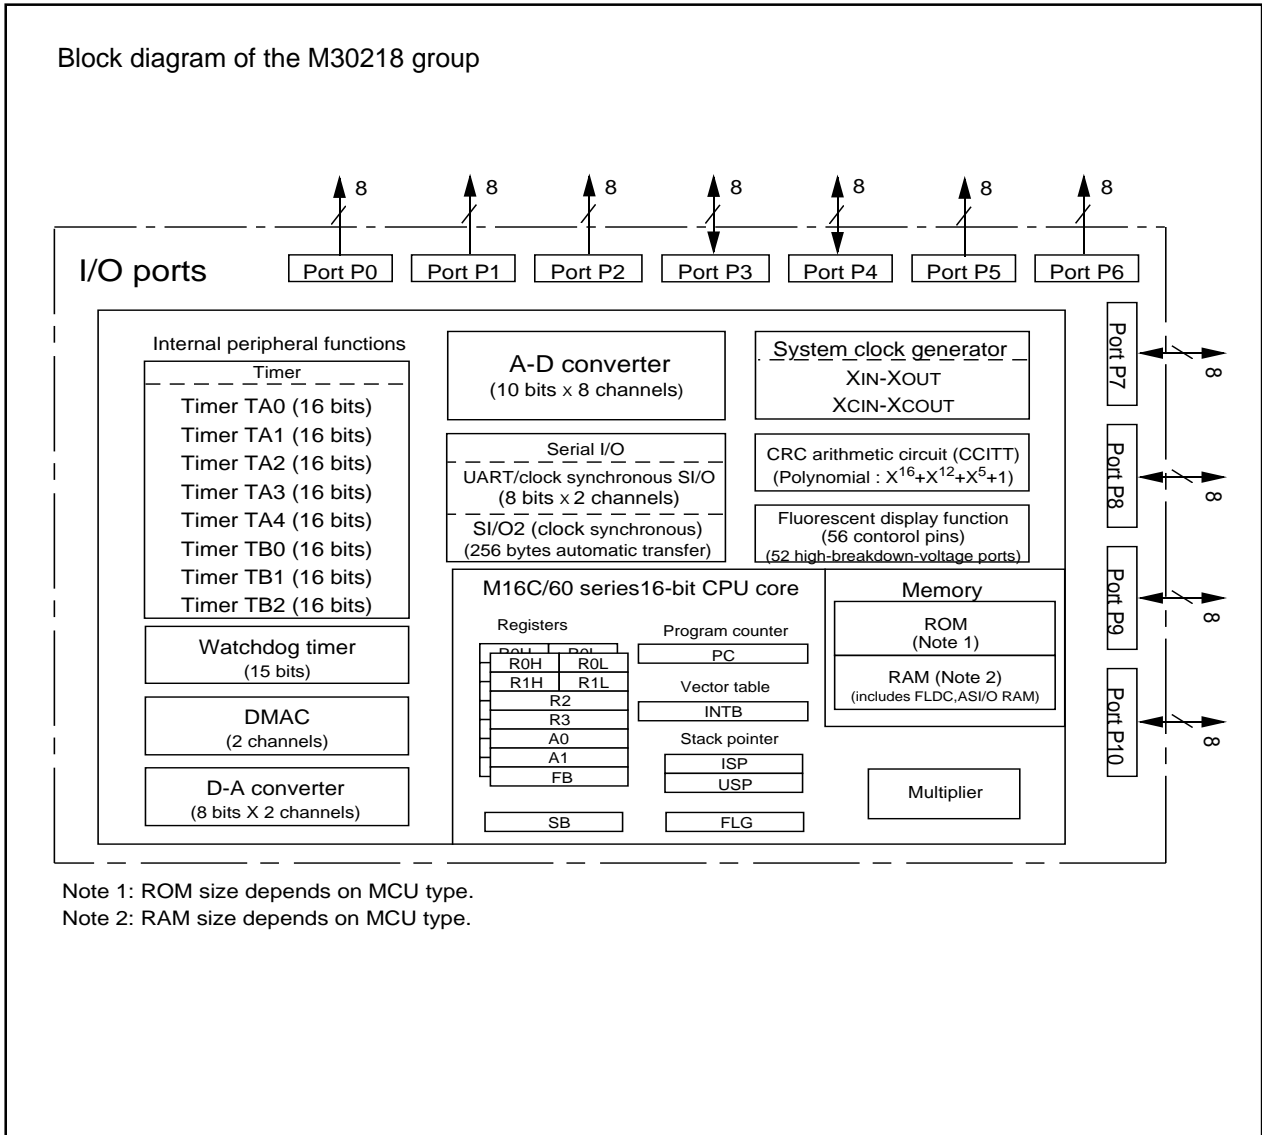 Block diagram of the M30218 group
8 8 8 8 8 8 8
I/O ports
Port P0 Port P1 Port P2 Port P3 Port P4 Port P5 Port P6
Internal peripheral functions
Timer
Timer TA0 (16 bits)
Timer TA1 (16 bits)
Timer TA2 (16 bits)
Timer TA3 (16 bits)
Timer TA4 (16 bits)
Timer TB0 (16 bits)
Timer TB1 (16 bits)
Timer TB2 (16 bits)
Watchdog timer
(15 bits)
DMAC
(2 channels)
D-A converter
(8 bits X 2 channels)
A-D converter
(10 bits x 8 channels)
Serial I/O
UART/clock synchronous SI/O
(8 bits x 2 channels)
SI/O2 (clock synchronous)
(256 bytes automatic transfer)
System clock generator
XIN-XOUT
XCIN-XCOUT
CRC arithmetic circuit (CCITT)
(Polynomial : X16+X12+X5+1)
Fluorescent display function
(56 contorol pins)
(52 high-breakdown-voltage ports)
M16C/60 series16-bit CPU core
Registers
R0H R0L
R0H R0L
R1H R1L
R2
R3
A0
A1
FB
SB
Program counter
PC
Vector table
INTB
Stack pointer
ISP
USP
FLG
Memory
ROM
(Note 1)
RAM (Note 2)
(includes FLDC,ASI/O RAM)
Multiplier
Port P7
8
Port P8
8
Port P9
8
Port P10
8
Note 1: ROM size depends on MCU type.
Note 2: RAM size depends on MCU type.